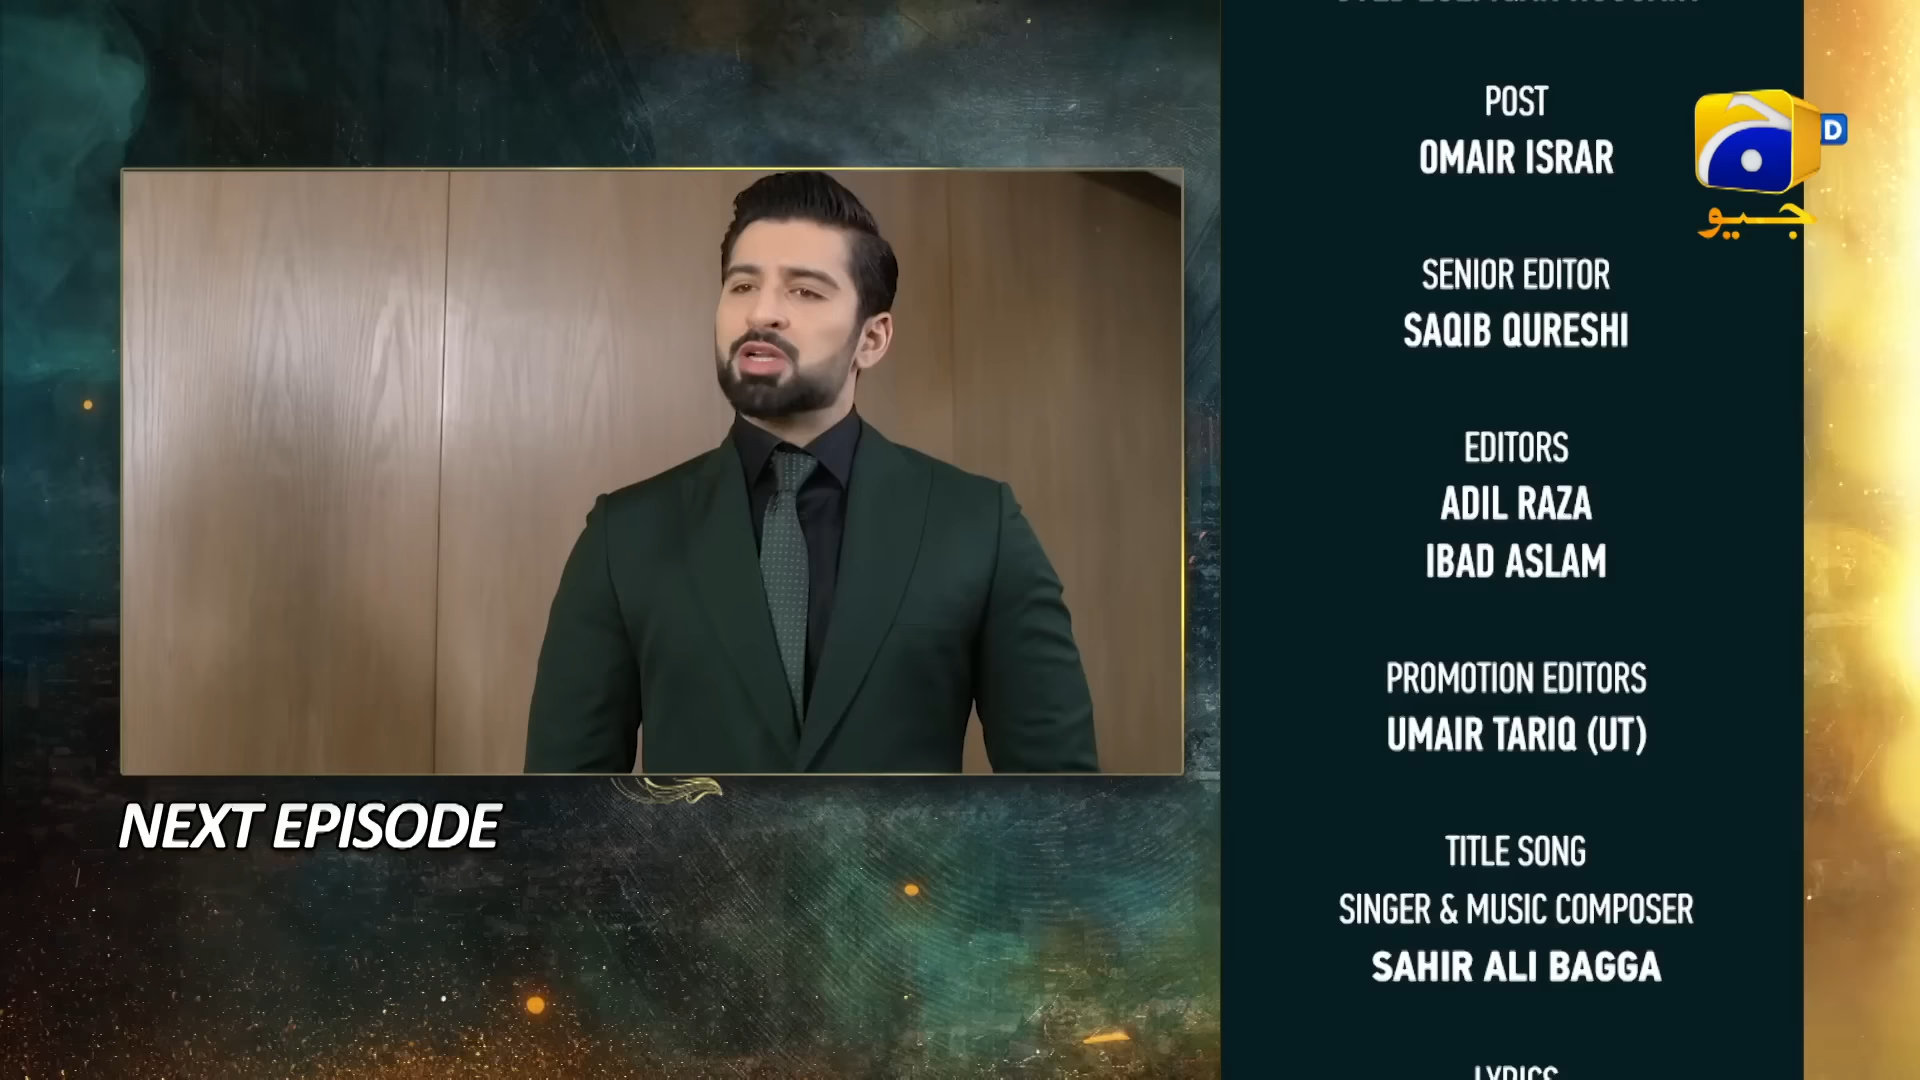 POST
OMAIR ISRAR
SENIOR EDITOR
SAQIB QURESHI
EDITORS
ADIL RAZA
IBAD ASLAM
PROMOTION EDITORS
UMAIR TARIQ (UT)
TITLE SONG
SINGER & MUSIC COMPOSER
SAHIR ALI BAGGA
LYRICS
D
جیو
NEXT EPISODE